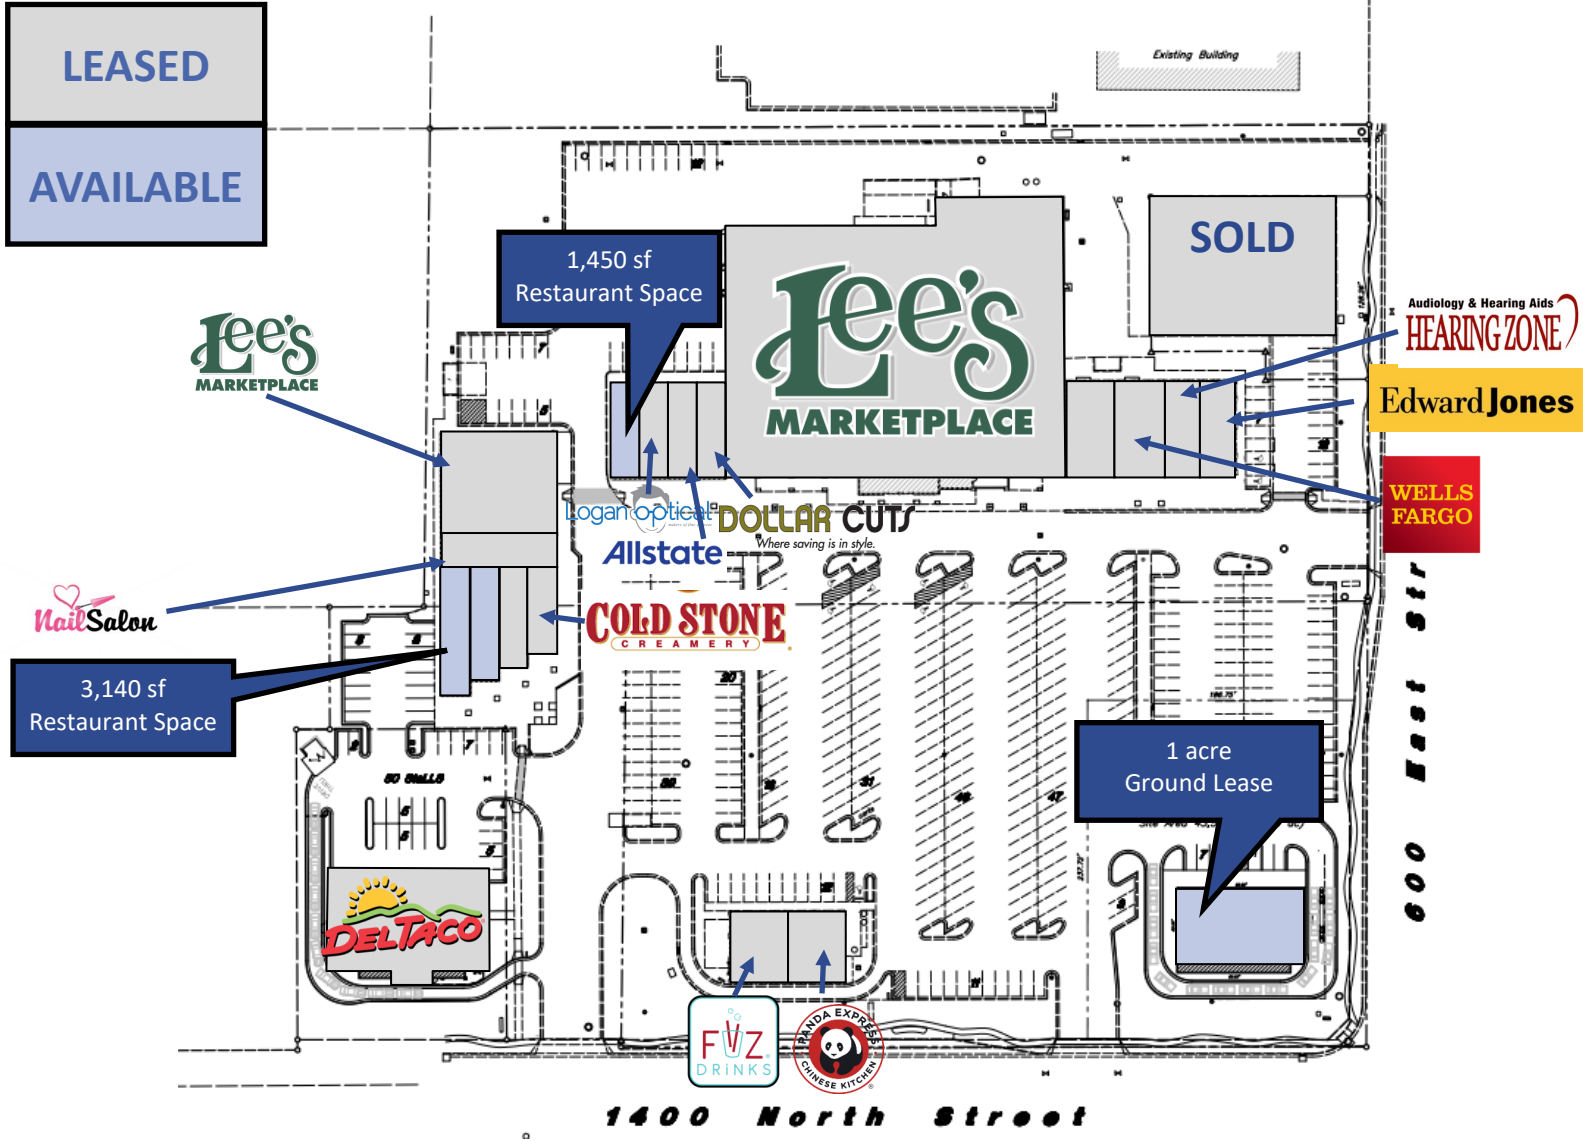 LEASED
AVAILABLE
Existing Building
SOLD
1,450 sf
Restaurant Space
Lee's
MARKETPLACE
Lee's
MARKETPLACE
Audiology & Hearing Aids
HEARING ZONE
Edward Jones
WELLS
FARGO
Logan optical
DOLLAR CUTS
Where saving is in style.
Allstate
COLD STONE
CREAMERY
Nail Salon
3,140 sf
Restaurant Space
1 acre
Ground Lease
50 Stalls
DEL TACO
FiiZ
DRINKS
PANDA EXPRESS
CHINESE KITCHEN
600 East Str
1400 North Street